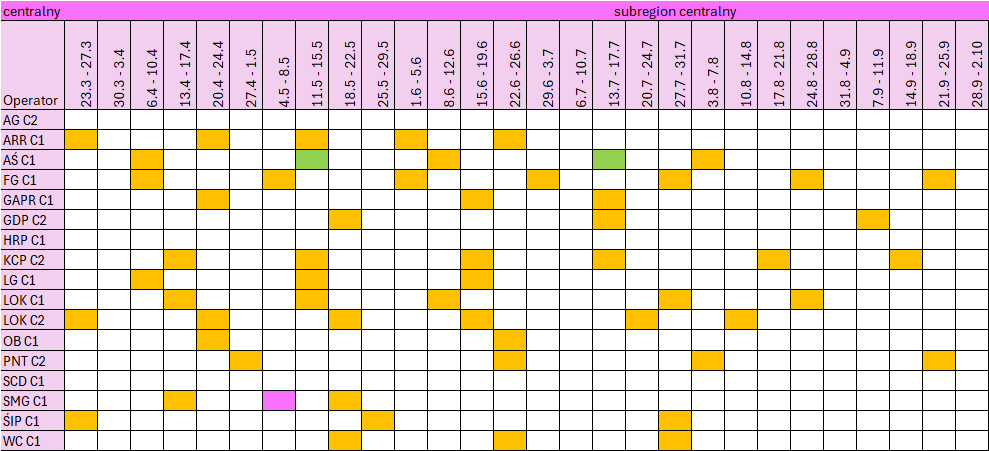 centralny subregion centralny
Operator 23.3 - 27.3 30.3 - 3.4 6.4 - 10.4 13.4 - 17.4 20.4 - 24.4 27.4 - 1.5 4.5 - 8.5 11.5 - 15.5 18.5 - 22.5 25.5 - 29.5 1.6 - 5.6 8.6 - 12.6 15.6 - 19.6 22.6 - 26.6 29.6 - 3.7 6.7 - 10.7 13.7 - 17.7 20.7 - 24.7 27.7 - 31.7 3.8 - 7.8 10.8 - 14.8 17.8 - 21.8 24.8 - 28.8 31.8 - 4.9 7.9 - 11.9 14.9 - 18.9 21.9 - 25.9 28.9 - 2.10
AG C2
ARR C1
AŚ C1
FG C1
GAPR C1
GDP C2
HRP C1
KCP C2
LG C1
LOK C1
LOK C2
OB C1
PNT C2
SCD C1
SMG C1
ŚIP C1
WC C1